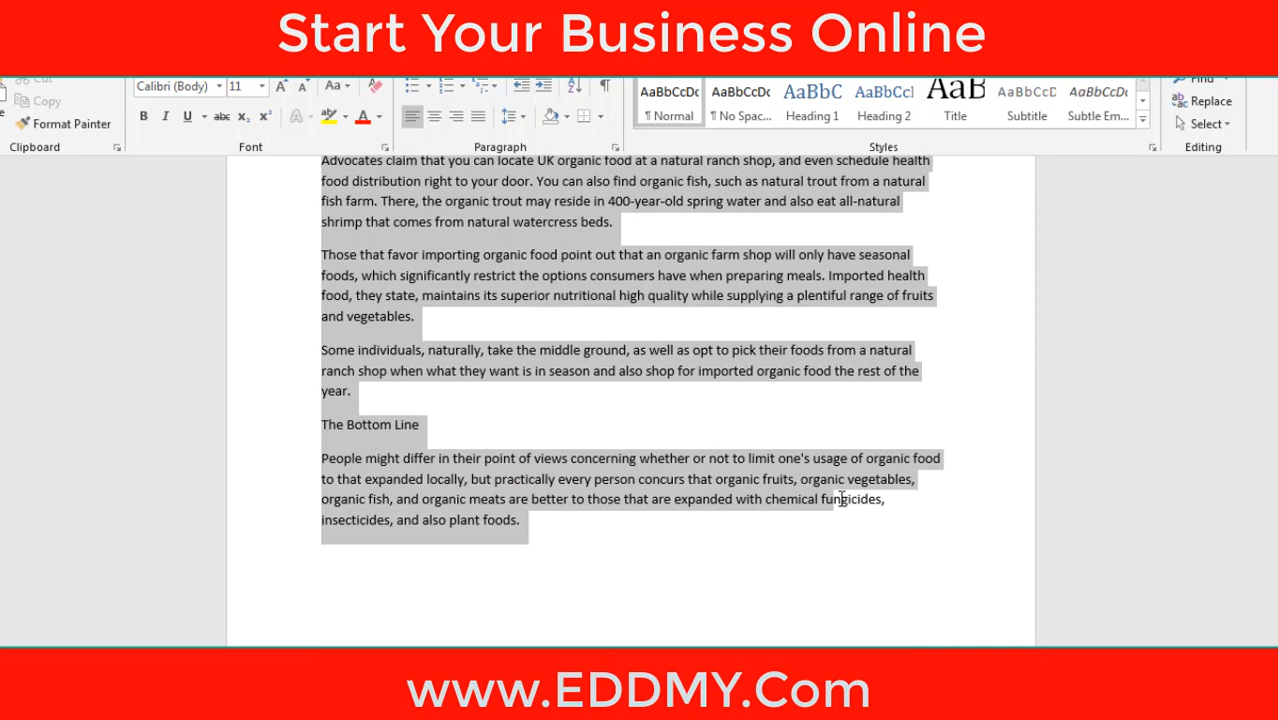 Start Your Business Online
Cut
Copy
Format Painter
Clipboard
Calibri (Body) 11 A A Aa A
B I U abc x₂ x² A A
Font
Paragraph
AaBbCcDc AaBbCcDc AaBbC AaBbCcl AaB AaBbCcD AaBbCcDc
¶ Normal ¶ No Spac... Heading 1 Heading 2 Title Subtitle Subtle Em...
Styles
Find
Replace
Select
Editing
Advocates claim that you can locate UK organic food at a natural ranch shop, and even schedule health
food distribution right to your door. You can also find organic fish, such as natural trout from a natural
fish farm. There, the organic trout may reside in 400-year-old spring water and also eat all-natural
shrimp that comes from natural watercress beds.
Those that favor importing organic food point out that an organic farm shop will only have seasonal
foods, which significantly restrict the options consumers have when preparing meals. Imported health
food, they state, maintains its superior nutritional high quality while supplying a plentiful range of fruits
and vegetables.
Some individuals, naturally, take the middle ground, as well as opt to pick their foods from a natural
ranch shop when what they want is in season and also shop for imported organic food the rest of the
year.
The Bottom Line
People might differ in their point of views concerning whether or not to limit one's usage of organic food
to that expanded locally, but practically every person concurs that organic fruits, organic vegetables,
organic fish, and organic meats are better to those that are expanded with chemical fungicides,
insecticides, and also plant foods.
www.EDDMY.Com